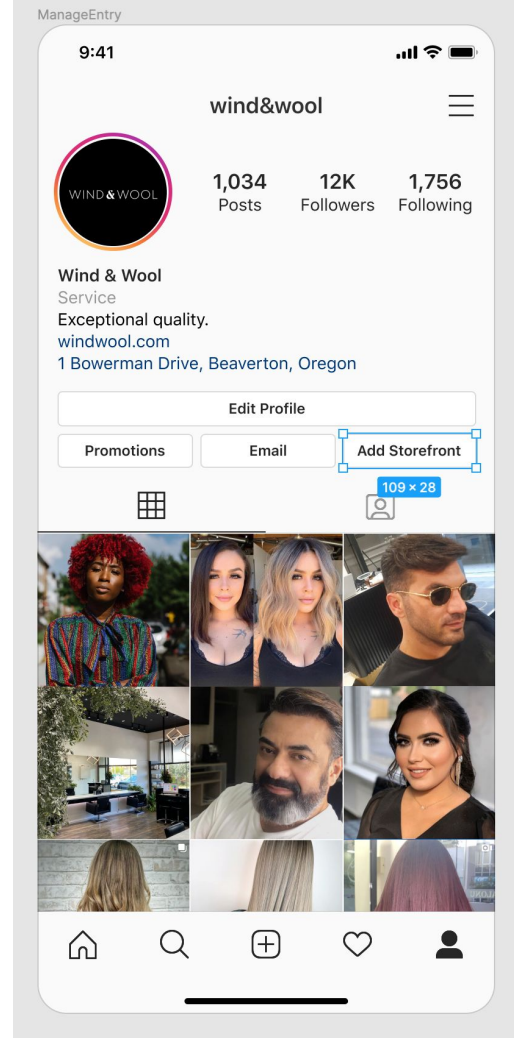 ManageEntry
9:41
wind&wool
WIND&WOOL
1,034 12K 1,756
Posts Followers Following
Wind & Wool
Service
Exceptional quality.
windwool.com
1 Bowerman Drive, Beaverton, Oregon
Edit Profile
Promotions Email Add Storefront
109 × 28